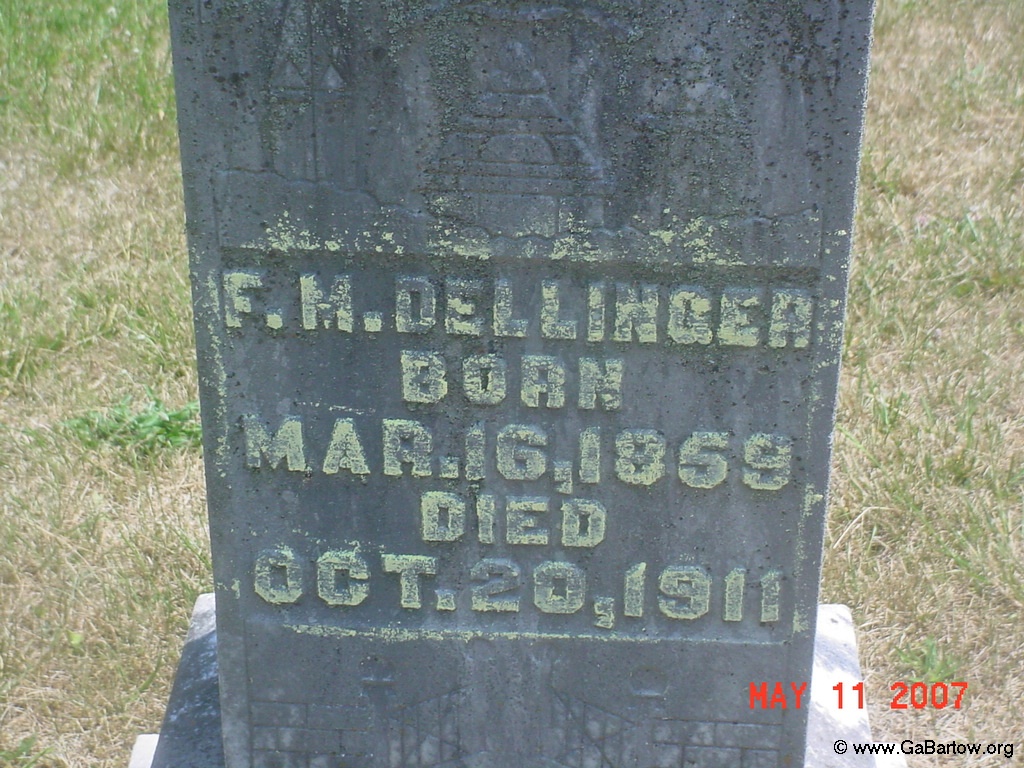 F. M. DELLINGER
BORN
MAR. 16, 1859
DIED
OCT. 20, 1911
MAY 11 2007
© www.GaBartow.org